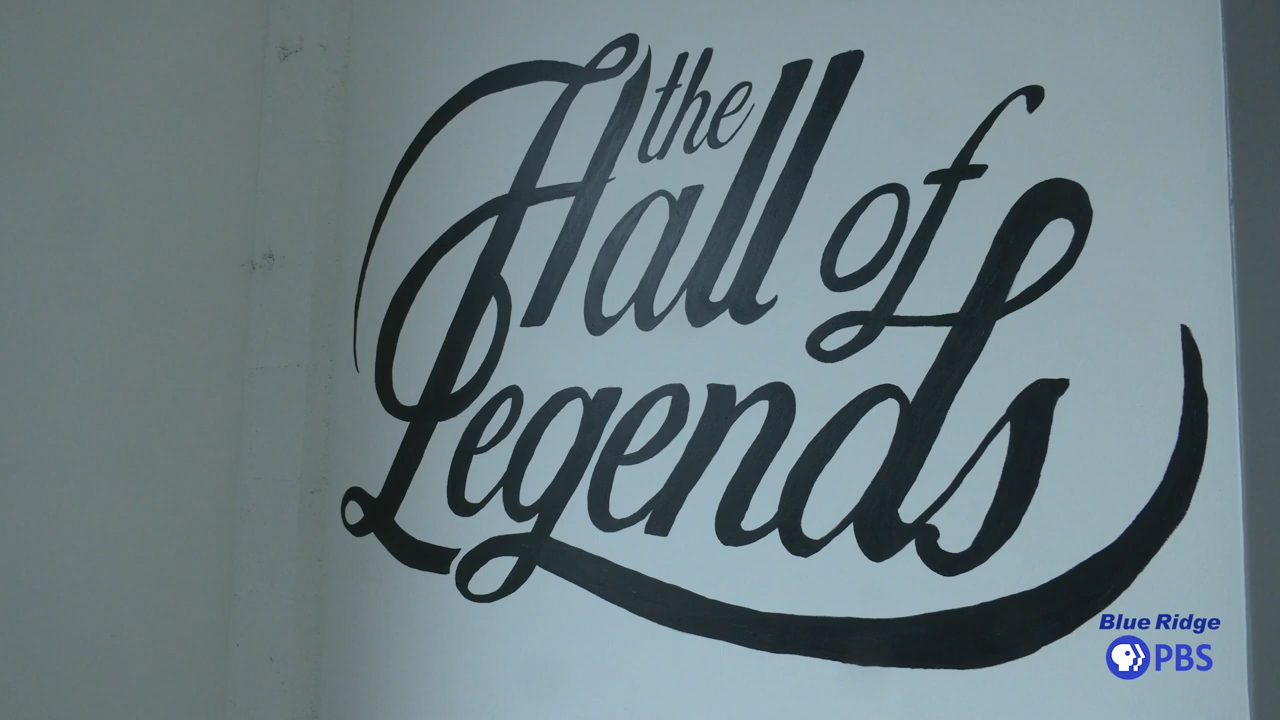 the
Hall of
Legends
Blue Ridge
PBS